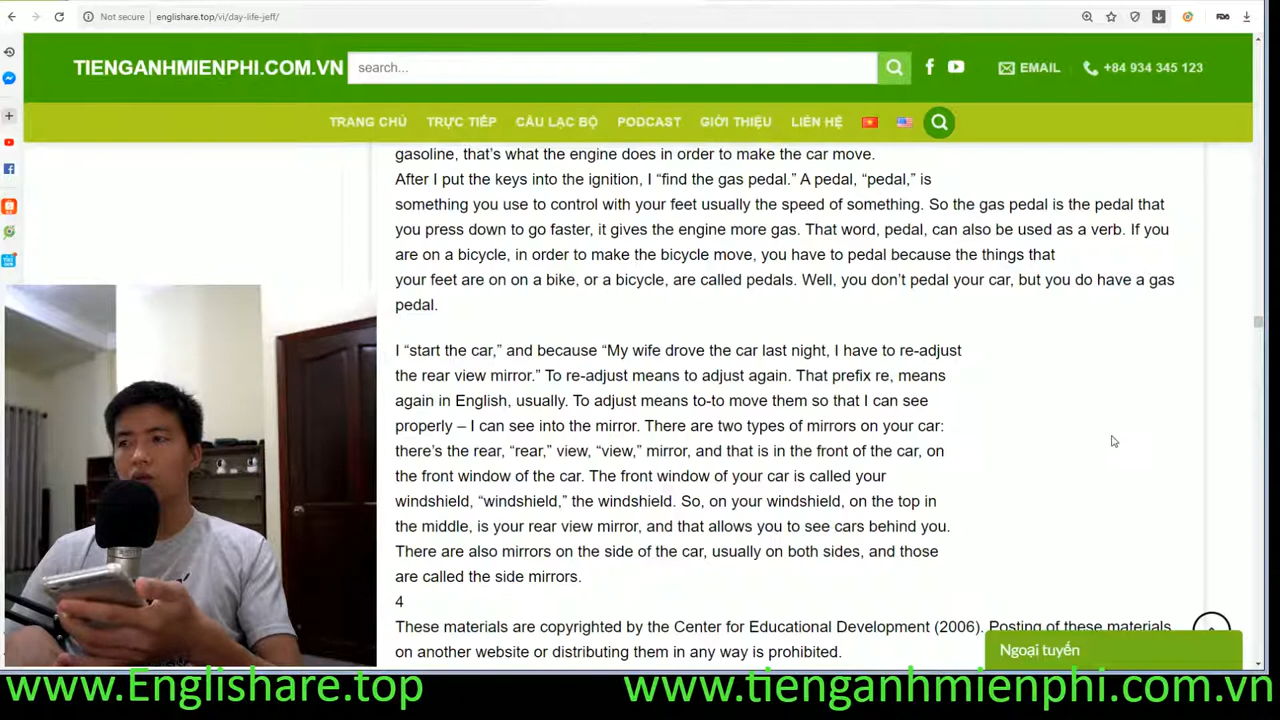 Not secure englishare.top/vi/day-life-jeff/
TIENGANHMIENPHI.COM.VN search... EMAIL +84 934 345 123
TRANG CHỦ TRỰC TIẾP CÂU LẠC BỘ PODCAST GIỚI THIỆU LIÊN HỆ
gasoline, that's what the engine does in order to make the car move.
After I put the keys into the ignition, I “find the gas pedal.” A pedal, “pedal,” is
something you use to control with your feet usually the speed of something. So the gas pedal is the pedal that
you press down to go faster, it gives the engine more gas. That word, pedal, can also be used as a verb. If you
are on a bicycle, in order to make the bicycle move, you have to pedal because the things that
your feet are on on a bike, or a bicycle, are called pedals. Well, you don’t pedal your car, but you do have a gas
pedal.
I “start the car,” and because “My wife drove the car last night, I have to re-adjust
the rear view mirror.” To re-adjust means to adjust again. That prefix re, means
again in English, usually. To adjust means to-to move them so that I can see
properly – I can see into the mirror. There are two types of mirrors on your car:
there’s the rear, “rear,” view, “view,” mirror, and that is in the front of the car, on
the front window of the car. The front window of your car is called your
windshield, “windshield,” the windshield. So, on your windshield, on the top in
the middle, is your rear view mirror, and that allows you to see cars behind you.
There are also mirrors on the side of the car, usually on both sides, and those
are called the side mirrors.
4
These materials are copyrighted by the Center for Educational Development (2006). Posting of these materials
on another website or distributing them in any way is prohibited.
Ngoại tuyến
www.Englishare.top www.tienganhmienphi.com.vn